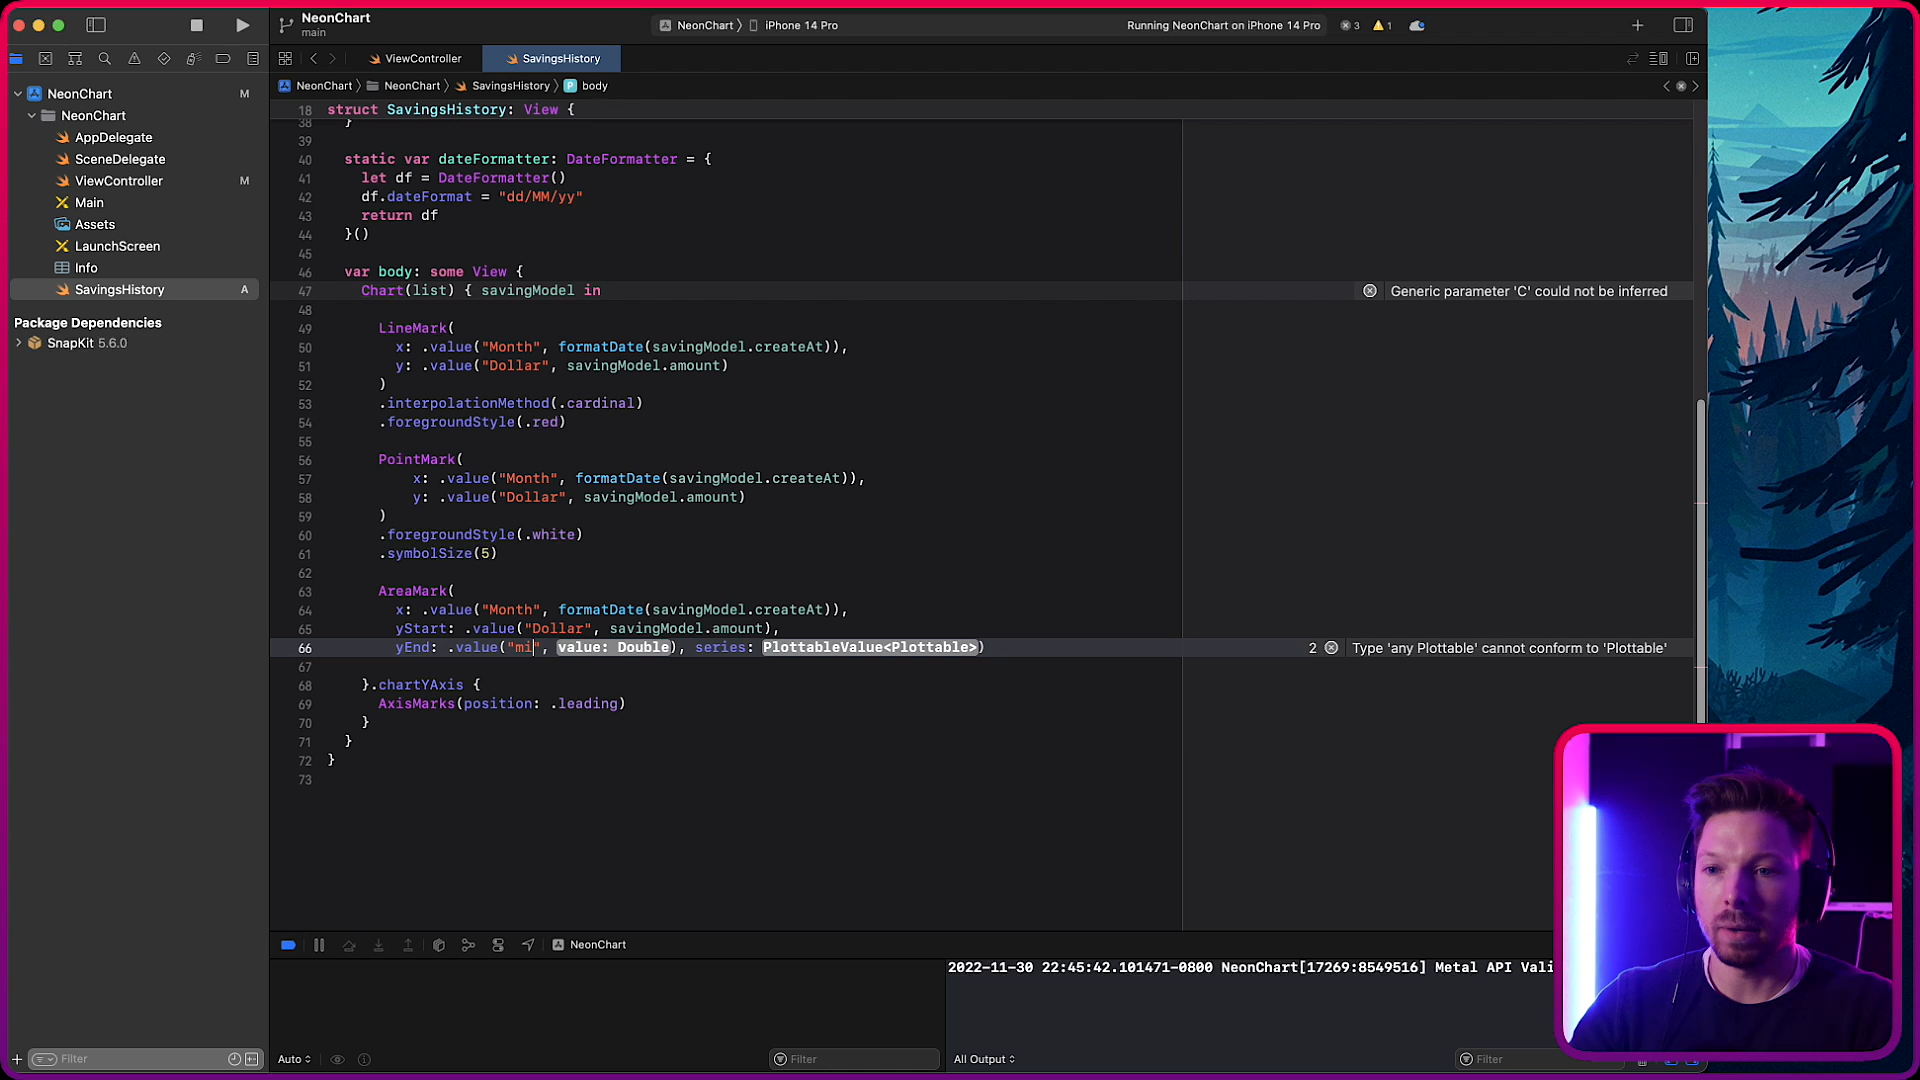 NeonChart
main
NeonChart
iPhone 14 Pro
Running NeonChart on iPhone 14 Pro
3
1
ViewController
SavingsHistory
NeonChart
NeonChart
SavingsHistory
body
NeonChart M
NeonChart
AppDelegate
SceneDelegate
ViewController M
Main
Assets
LaunchScreen
Info
SavingsHistory A
Package Dependencies
SnapKit 5.6.0
18 struct SavingsHistory: View {
38 }
39
40 static var dateFormatter: DateFormatter = {
41 let df = DateFormatter()
42 df.dateFormat = "dd/MM/yy"
43 return df
44 }()
45
46 var body: some View {
47 Chart(list) { savingModel in
Generic parameter 'C' could not be inferred
48
49 LineMark(
50 x: .value("Month", formatDate(savingModel.createAt)),
51 y: .value("Dollar", savingModel.amount)
52 )
53 .interpolationMethod(.cardinal)
54 .foregroundStyle(.red)
55
56 PointMark(
57 x: .value("Month", formatDate(savingModel.createAt)),
58 y: .value("Dollar", savingModel.amount)
59 )
60 .foregroundStyle(.white)
61 .symbolSize(5)
62
63 AreaMark(
64 x: .value("Month", formatDate(savingModel.createAt)),
65 yStart: .value("Dollar", savingModel.amount),
66 yEnd: .value("mi", value: Double), series: PlottableValue<Plottable>)
2 Type 'any Plottable' cannot conform to 'Plottable'
67
68 }.chartYAxis {
69 AxisMarks(position: .leading)
70 }
71 }
72 }
73
NeonChart
2022-11-30 22:45:42.101471-0800 NeonChart[17269:8549516] Metal API Vali
Filter
Auto
Filter
All Output
Filter